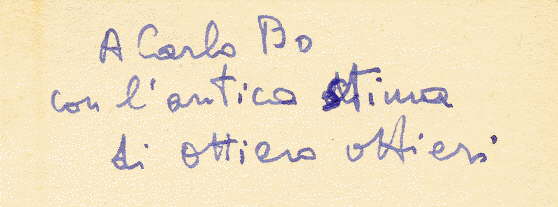 A Carlo Bo
con l'antica stima
di Ottiero Ottieri